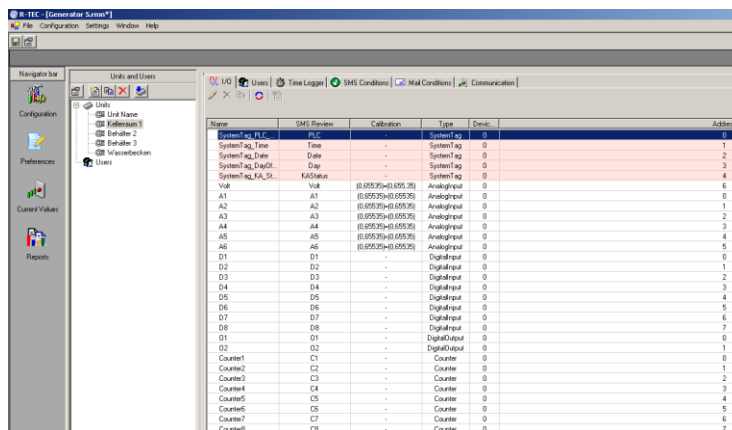 R-TEC - [Generator 5.rmn*]
File Configuration Settings Window Help
Navigator bar
Configuration
Preferences
Current Values
Reports
Units and Users
Units
Unit Name
Kellerraum 1
Behälter 2
Behälter 3
Wasserbecken
Users
I/O Users Time Logger SMS Conditions Mail Conditions Communication
Name SMS Review Calibration Type Devic... Addres
SystemTag_PLC_... PLC - SystemTag 0 0
SystemTag_Time Time - SystemTag 0 1
SystemTag_Date Date - SystemTag 0 2
SystemTag_DayOf... Day - SystemTag 0 3
SystemTag_KA_St... KAStatus - SystemTag 0 4
Volt Volt (0,65535)-(0,655,35) AnalogInput 0 6
A1 A1 (0,65535)-(0,65535) AnalogInput 0 0
A2 A2 (0,65535)-(0,65535) AnalogInput 0 1
A3 A3 (0,65535)-(0,65535) AnalogInput 0 2
A4 A4 (0,65535)-(0,65535) AnalogInput 0 3
A5 A5 (0,65535)-(0,65535) AnalogInput 0 4
A6 A6 (0,65535)-(0,65535) AnalogInput 0 5
D1 D1 - DigitalInput 0 0
D2 D2 - DigitalInput 0 1
D3 D3 - DigitalInput 0 2
D4 D4 - DigitalInput 0 3
D5 D5 - DigitalInput 0 4
D6 D6 - DigitalInput 0 5
D7 D7 - DigitalInput 0 6
D8 D8 - DigitalInput 0 7
O1 O1 - DigitalOutput 0 0
O2 O2 - DigitalOutput 0 1
Counter1 C1 - Counter 0 0
Counter2 C2 - Counter 0 1
Counter3 C3 - Counter 0 2
Counter4 C4 - Counter 0 3
Counter5 C5 - Counter 0 4
Counter6 C6 - Counter 0 5
Counter7 C7 - Counter 0 6
Counter8 C8 - Counter 0 7